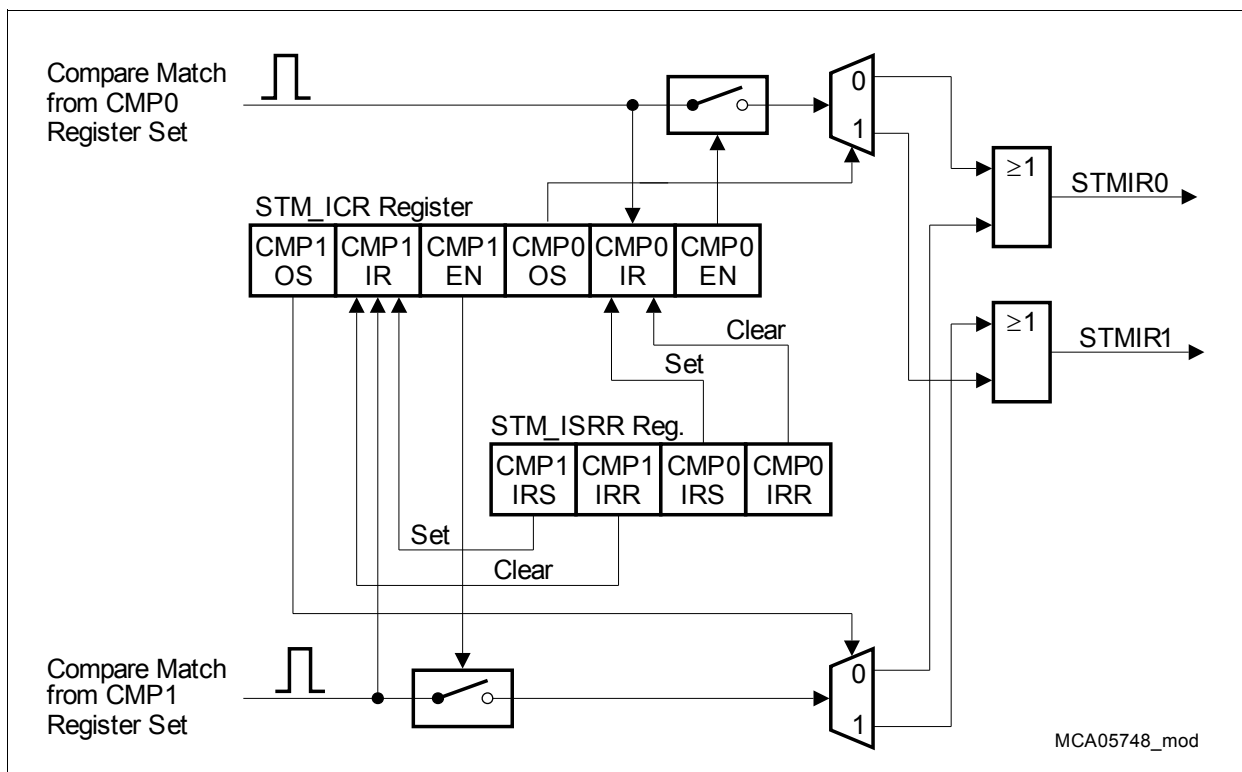 Compare Match
from CMP0
Register Set
0
1
≥1
STMIR0
STM_ICR Register
CMP1
OS
CMP1
IR
CMP1
EN
CMP0
OS
CMP0
IR
CMP0
EN
≥1
STMIR1
Clear
Set
STM_ISRR Reg.
CMP1
IRS
CMP1
IRR
CMP0
IRS
CMP0
IRR
Set
Clear
Compare Match
from CMP1
Register Set
0
1
MCA05748_mod